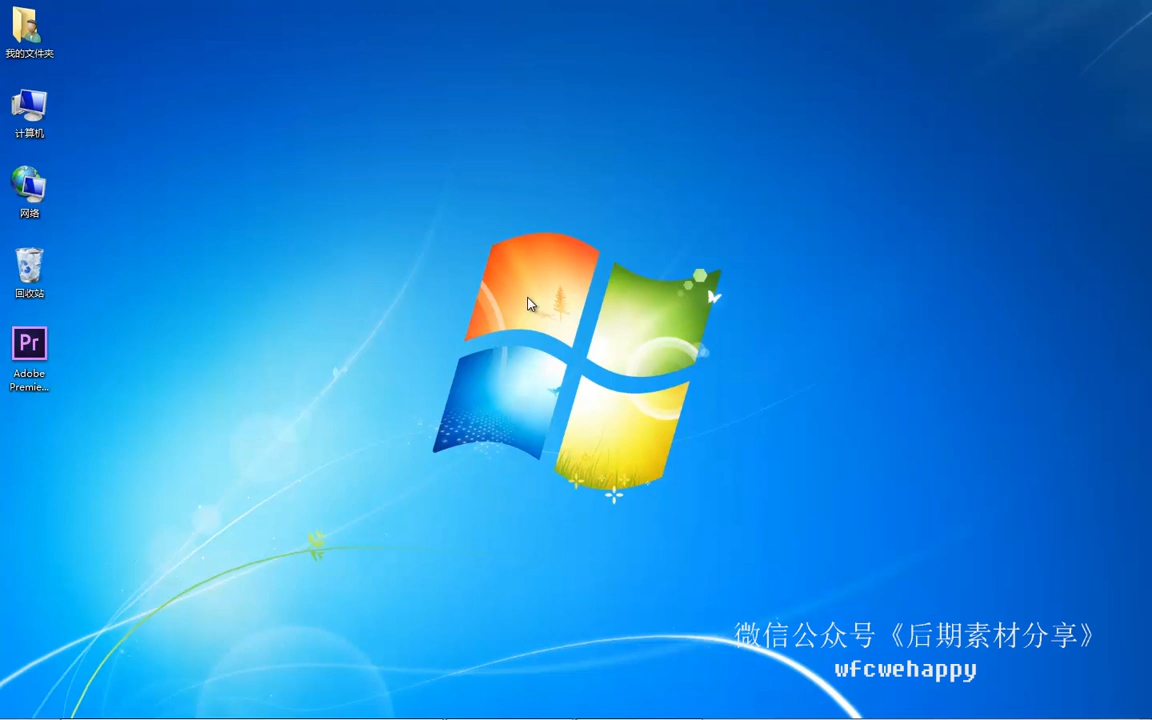 我的文件夹
计算机
网络
回收站
Pr
Adobe
Premie...
微信公众号《后期素材分享》
wfcwehappy